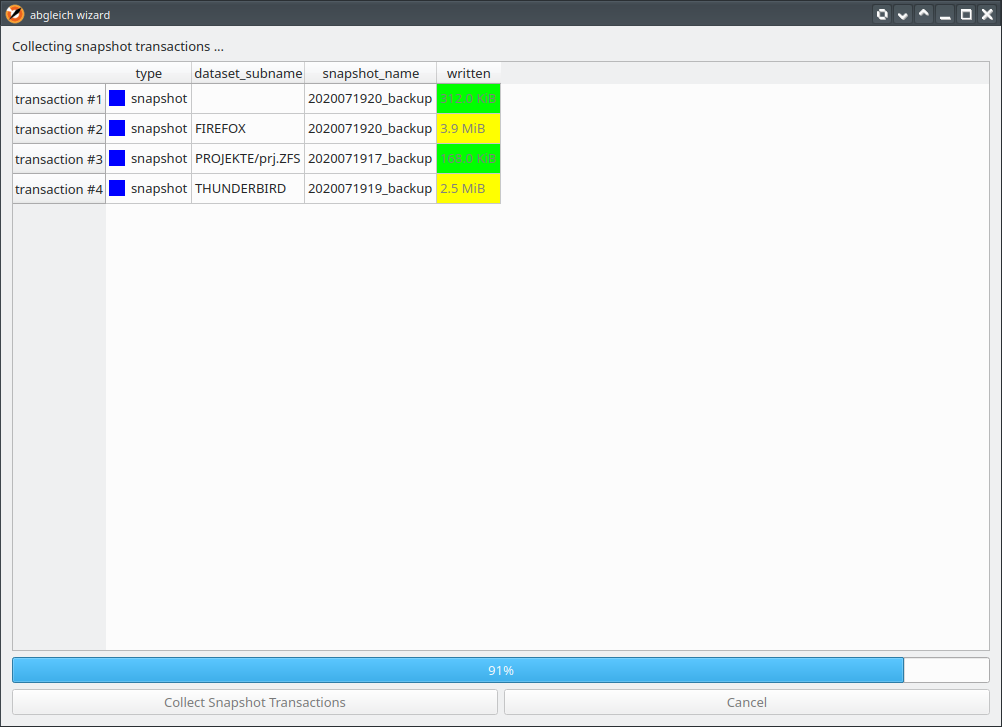 abgleich wizard
Collecting snapshot transactions ...
type dataset_subname snapshot_name written
transaction #1 snapshot 2020071920_backup 312.0 KiB
transaction #2 snapshot FIREFOX 2020071920_backup 3.9 MiB
transaction #3 snapshot PROJEKTE/prj.ZFS 2020071917_backup 168.0 KiB
transaction #4 snapshot THUNDERBIRD 2020071919_backup 2.5 MiB
91%
Collect Snapshot Transactions Cancel